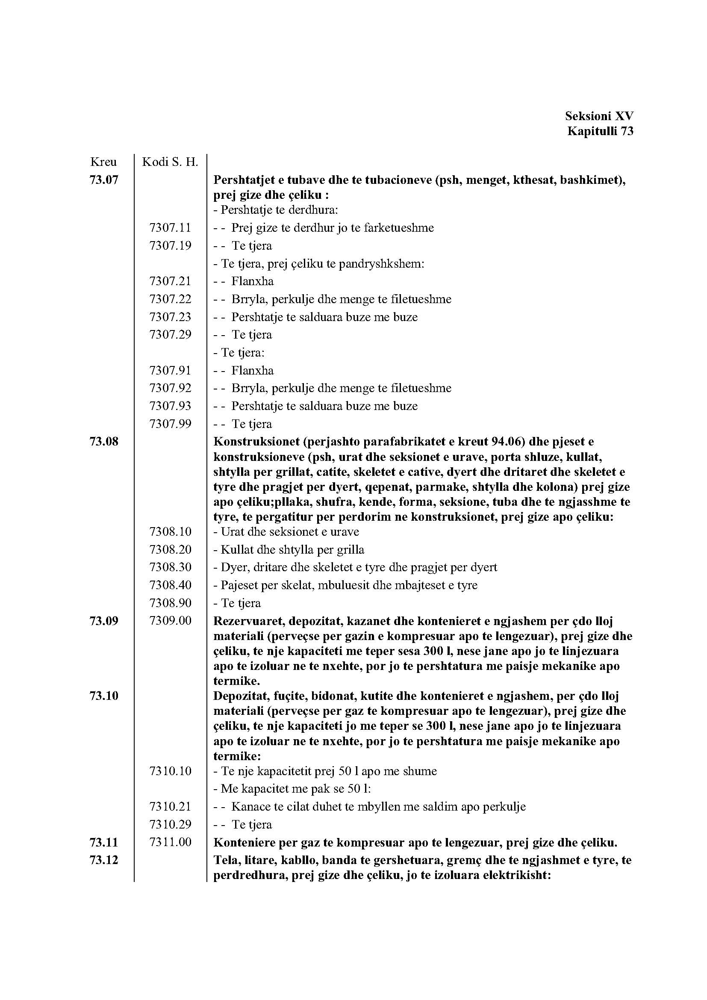 Seksioni XV
Kapitulli 73
Kreu Kodi S. H.
73.07 Pershtatjet e tubave dhe te tubacioneve (psh, menget, kthesat, bashkimet),
prej gize dhe çeliku :
- Pershtatje te derdhura:
7307.11 - - Prej gize te derdhur jo te farketueshme
7307.19 - - Te tjera
- Te tjera, prej çeliku te pandryshkshem:
7307.21 - - Flanxha
7307.22 - - Brryla, perkulje dhe menge te filetueshme
7307.23 - - Pershtatje te salduara buze me buze
7307.29 - - Te tjera
- Te tjera:
7307.91 - - Flanxha
7307.92 - - Brryla, perkulje dhe menge te filetueshme
7307.93 - - Pershtatje te salduara buze me buze
7307.99 - - Te tjera
73.08 Konstruksionet (perjashto parafabrikatet e kreut 94.06) dhe pjeset e
konstruksioneve (psh, urat dhe seksionet e urave, porta shluze, kullat,
shtylla per grillat, catite, skeletet e cative, dyert dhe dritaret dhe skeletet e
tyre dhe pragjet per dyert, qepenat, parmake, shtylla dhe kolona) prej gize
apo çeliku;pllaka, shufra, kende, forma, seksione, tuba dhe te ngjasshme te
tyre, te pergatitur per perdorim ne konstruksionet, prej gize apo çeliku:
7308.10 - Urat dhe seksionet e urave
7308.20 - Kullat dhe shtylla per grilla
7308.30 - Dyer, dritare dhe skeletet e tyre dhe pragjet per dyert
7308.40 - Pajeset per skelat, mbuluesit dhe mbajteset e tyre
7308.90 - Te tjera
73.09 7309.00 Rezervuaret, depozitat, kazanet dhe kontenieret e ngjashem per çdo lloj
materiali (perveçse per gazin e kompresuar apo te lengezuar), prej gize dhe
çeliku, te nje kapaciteti me teper sesa 300 l, nese jane apo jo te linjezuara
apo te izoluar ne te nxehte, por jo te pershtatura me paisje mekanike apo
termike.
73.10 Depozitat, fuçite, bidonat, kutite dhe kontenieret e ngjashem, per çdo lloj
materiali (perveçse per gaz te kompresuar apo te lengezuar), prej gize dhe
çeliku, te nje kapaciteti jo me teper se 300 l, nese jane apo jo te linjezuara
apo te izoluar ne te nxehte, por jo te pershtatura me paisje mekanike apo
termike:
7310.10 - Te nje kapacitetit prej 50 l apo me shume
- Me kapacitet me pak se 50 l:
7310.21 - - Kanace te cilat duhet te mbyllen me saldim apo perkulje
7310.29 - - Te tjera
73.11 7311.00 Konteniere per gaz te kompresuar apo te lengezuar, prej gize dhe çeliku.
73.12 Tela, litare, kabllo, banda te gershetuara, gremç dhe te ngjashmet e tyre, te
perdredhura, prej gize dhe çeliku, jo te izoluara elektrikisht: